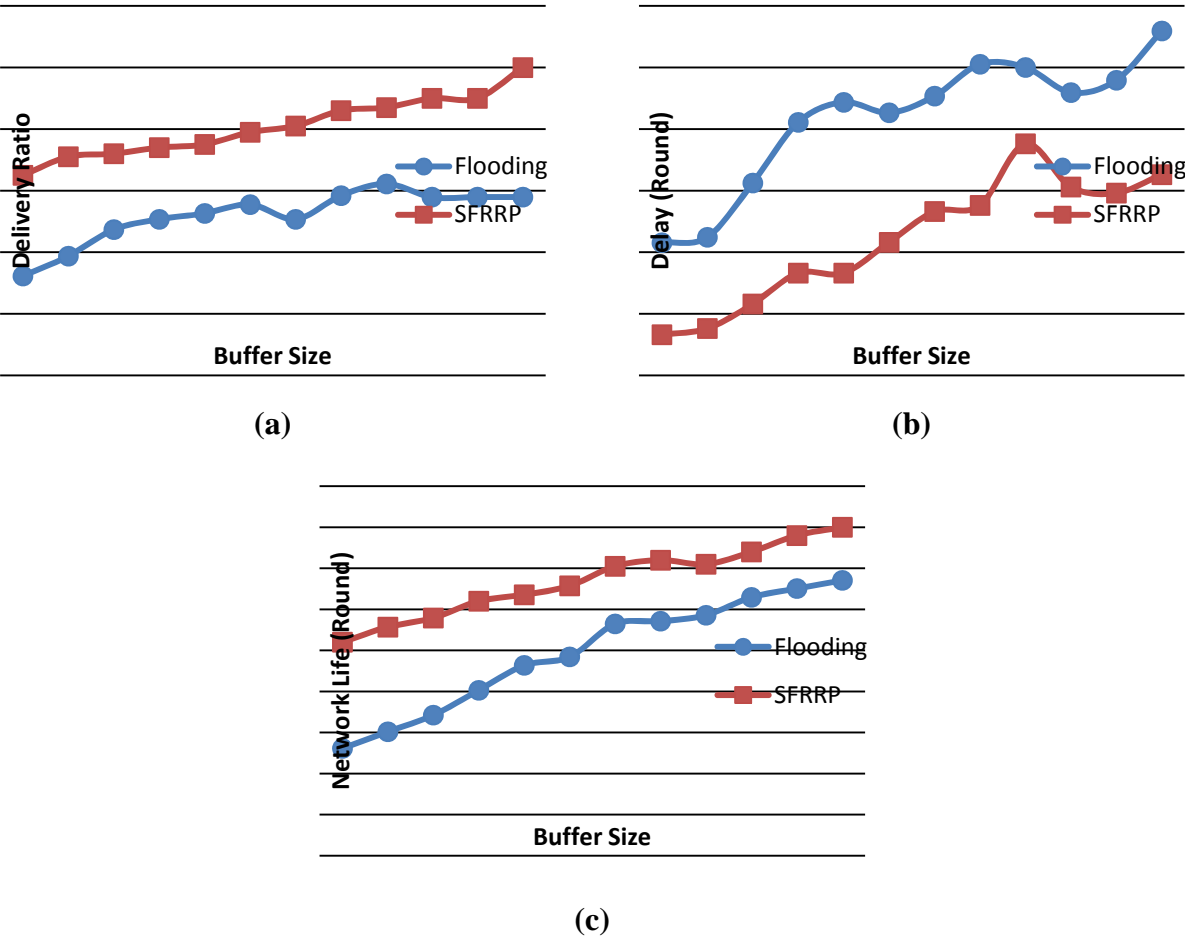 Delivery Ratio
Flooding
SFRRP
Buffer Size
(a)
Delay (Round)
Flooding
SFRRP
Buffer Size
(b)
Network Life (Round)
Flooding
SFRRP
Buffer Size
(c)